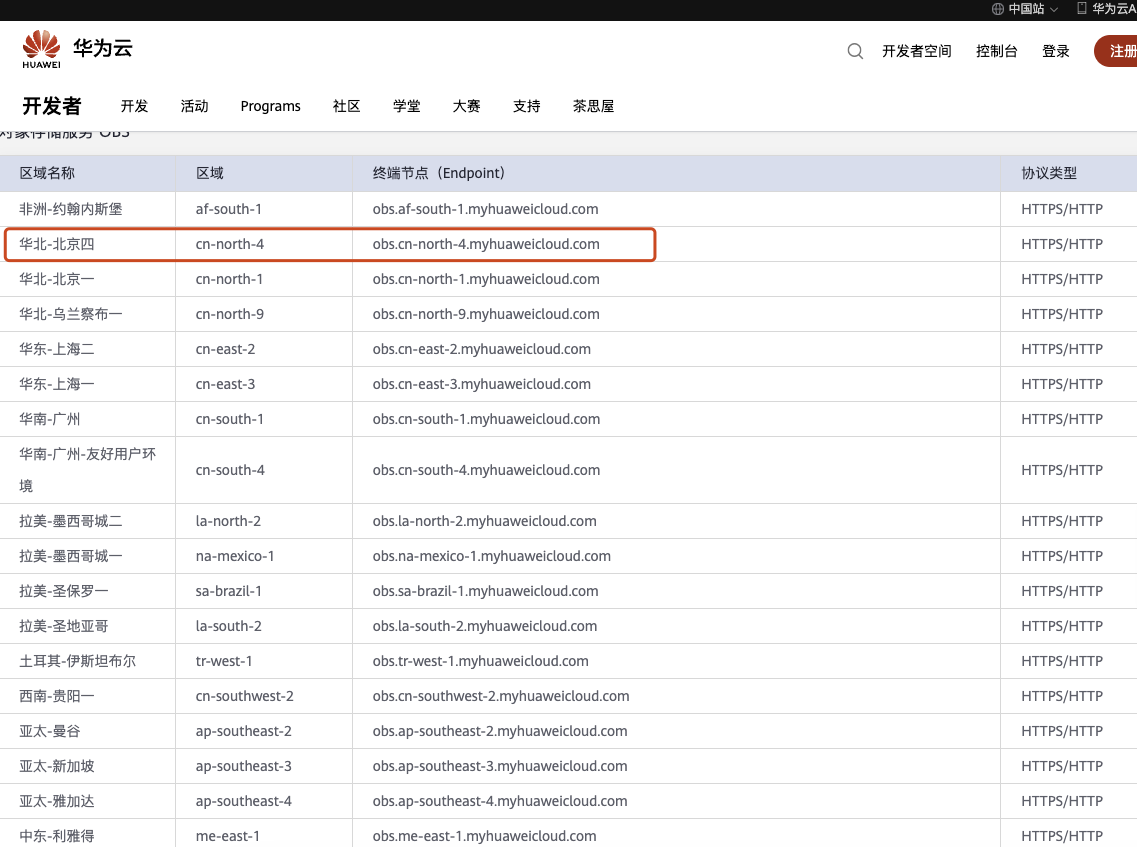 中国站 华为云A
HUAWEI 华为云 开发者空间 控制台 登录 注册
开发者 开发 活动 Programs 社区 学堂 大赛 支持 茶思屋
对象存储服务 OBS
区域名称 区域 终端节点（Endpoint） 协议类型
非洲-约翰内斯堡 af-south-1 obs.af-south-1.myhuaweicloud.com HTTPS/HTTP
华北-北京四 cn-north-4 obs.cn-north-4.myhuaweicloud.com HTTPS/HTTP
华北-北京一 cn-north-1 obs.cn-north-1.myhuaweicloud.com HTTPS/HTTP
华北-乌兰察布一 cn-north-9 obs.cn-north-9.myhuaweicloud.com HTTPS/HTTP
华东-上海二 cn-east-2 obs.cn-east-2.myhuaweicloud.com HTTPS/HTTP
华东-上海一 cn-east-3 obs.cn-east-3.myhuaweicloud.com HTTPS/HTTP
华南-广州 cn-south-1 obs.cn-south-1.myhuaweicloud.com HTTPS/HTTP
华南-广州-友好用户环
境 cn-south-4 obs.cn-south-4.myhuaweicloud.com HTTPS/HTTP
拉美-墨西哥城二 la-north-2 obs.la-north-2.myhuaweicloud.com HTTPS/HTTP
拉美-墨西哥城一 na-mexico-1 obs.na-mexico-1.myhuaweicloud.com HTTPS/HTTP
拉美-圣保罗一 sa-brazil-1 obs.sa-brazil-1.myhuaweicloud.com HTTPS/HTTP
拉美-圣地亚哥 la-south-2 obs.la-south-2.myhuaweicloud.com HTTPS/HTTP
土耳其-伊斯坦布尔 tr-west-1 obs.tr-west-1.myhuaweicloud.com HTTPS/HTTP
西南-贵阳一 cn-southwest-2 obs.cn-southwest-2.myhuaweicloud.com HTTPS/HTTP
亚太-曼谷 ap-southeast-2 obs.ap-southeast-2.myhuaweicloud.com HTTPS/HTTP
亚太-新加坡 ap-southeast-3 obs.ap-southeast-3.myhuaweicloud.com HTTPS/HTTP
亚太-雅加达 ap-southeast-4 obs.ap-southeast-4.myhuaweicloud.com HTTPS/HTTP
中东-利雅得 me-east-1 obs.me-east-1.myhuaweicloud.com HTTPS/HTTP